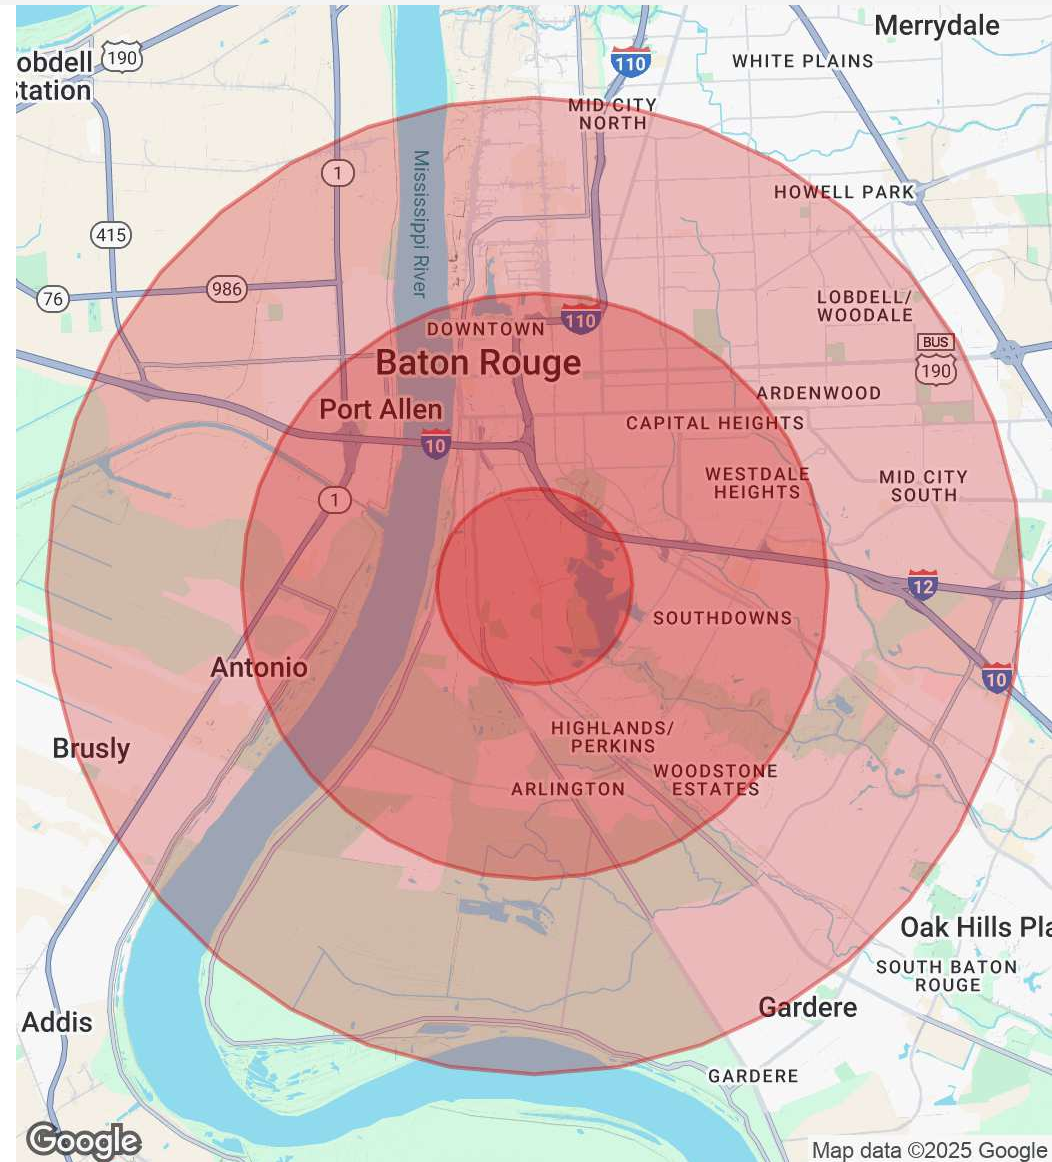 Merrydale
obdell
190
Station
110
WHITE PLAINS
MID CITY
NORTH
Mississippi River
1
HOWELL PARK
415
986
76
LOBDELL/
WOODALE
110
DOWNTOWN
BUS
190
Baton Rouge
ARDENWOOD
Port Allen
CAPITAL HEIGHTS
10
WESTDALE
HEIGHTS
MID CITY
SOUTH
1
12
SOUTHDOWNS
Antonio
10
HIGHLANDS/
PERKINS
Brusly
WOODSTONE
ESTATES
ARLINGTON
Oak Hills Pla
SOUTH BATON
ROUGE
Gardere
Addis
GARDERE
Google
Map data ©2025 Google